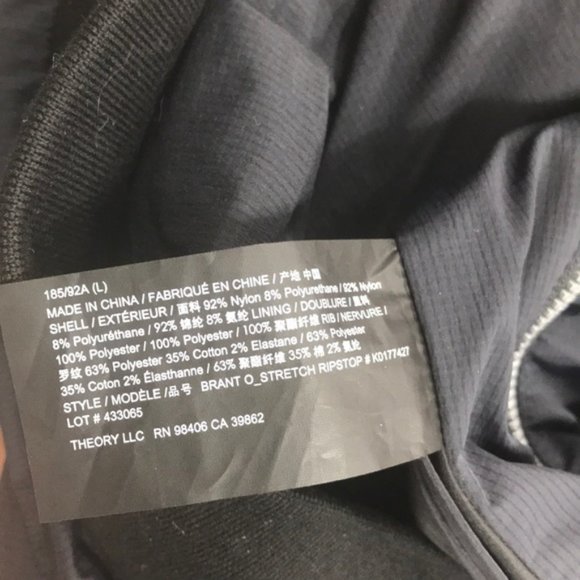 185/92A (L)
MADE IN CHINA / FABRIQUÉ EN CHINE / 产地 中国
SHELL / EXTÉRIEUR / 面料 92% Nylon 8% Polyurethane / 92% Nylon
8% Polyuréthane / 92% 锦纶 8% 氨纶 LINING / DOUBLURE / 里料
100% Polyester / 100% Polyester / 100% 聚酯纤维 RIB / NERVURE /
罗纹 63% Polyester 35% Cotton 2% Elastane / 63% Polyester
35% Coton 2% Élasthanne / 63% 聚酯纤维 35% 棉 2% 氨纶
STYLE / MODÈLE / 品号 BRANT O_STRETCH RIPSTOP # K0177427
LOT # 433065
THEORY LLC RN 98406 CA 39862